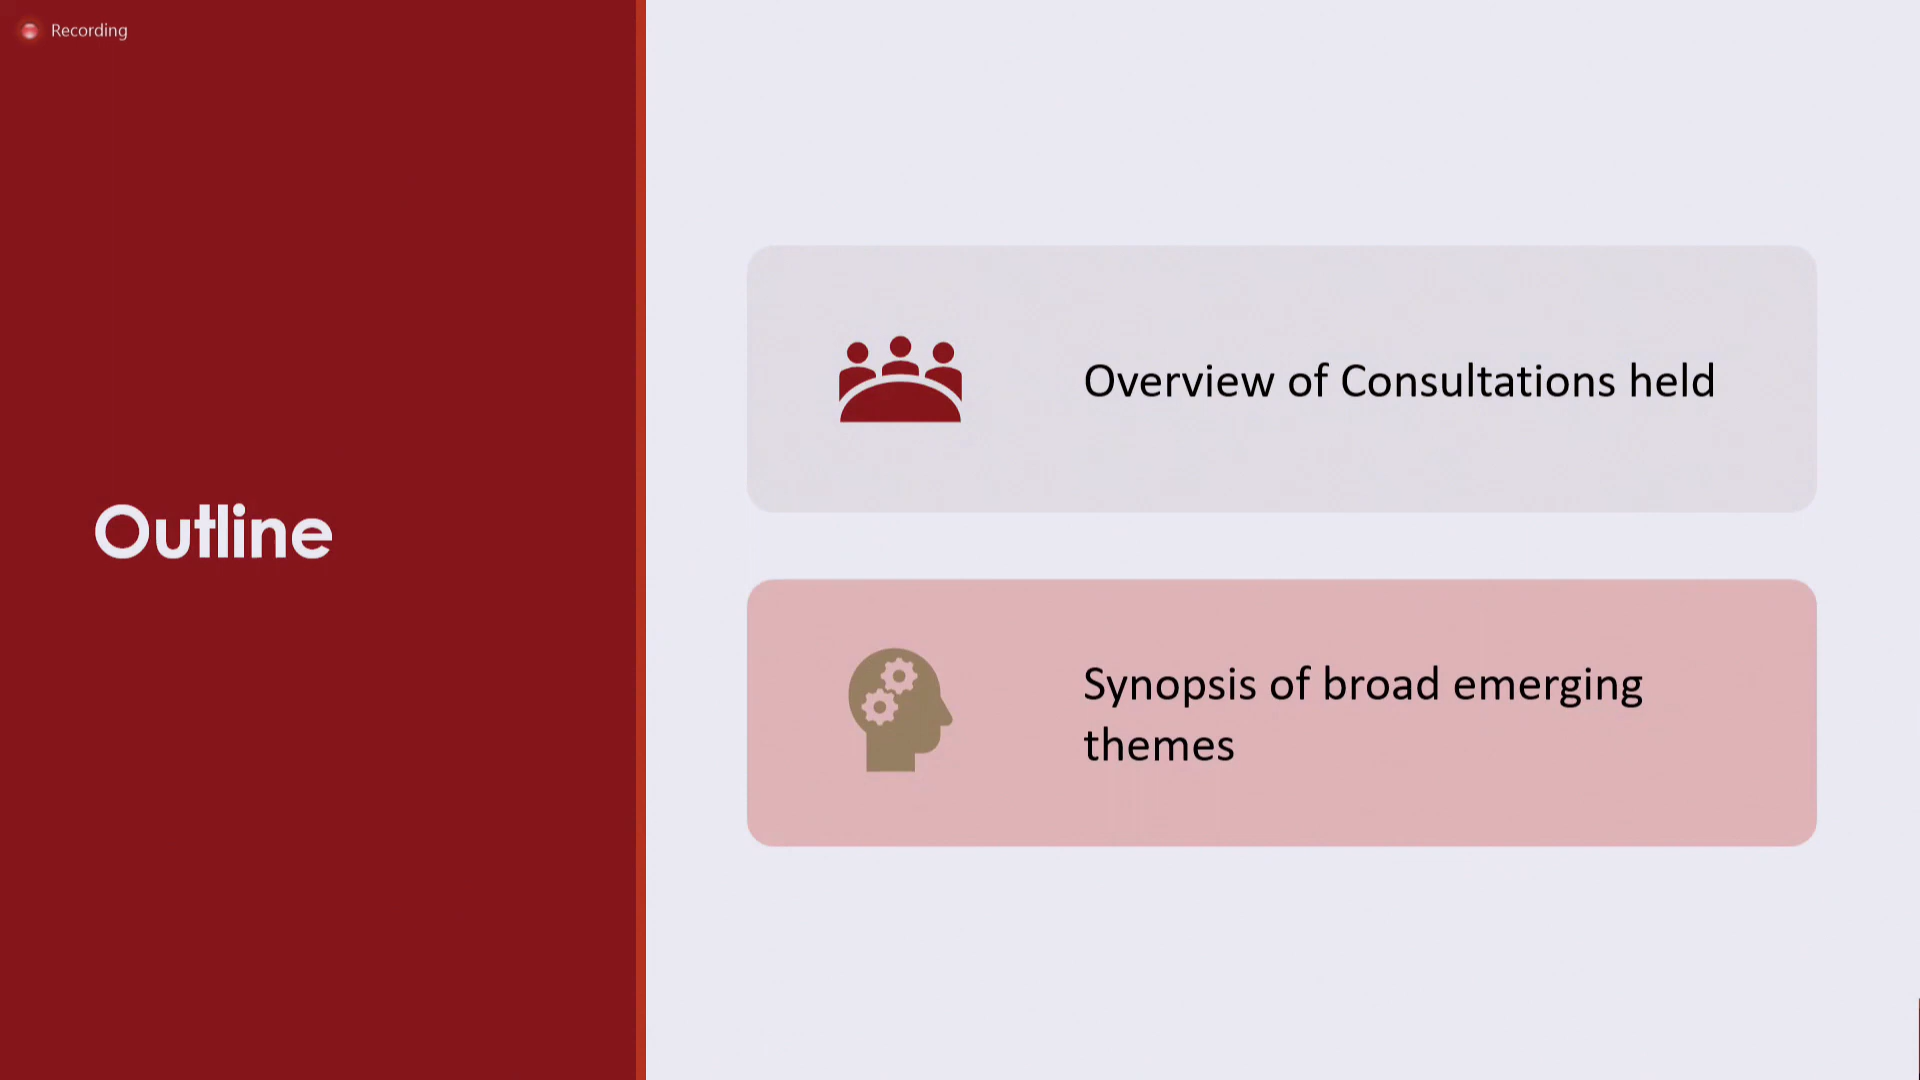 Recording
Outline
Overview of Consultations held
Synopsis of broad emerging
themes